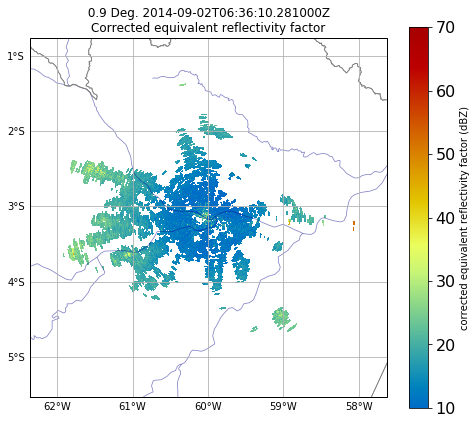 0.9 Deg. 2014-09-02T06:36:10.281000Z
Corrected equivalent reflectivity factor
1°S
2°S
3°S
4°S
5°S
62°W 61°W 60°W 59°W 58°W
70
60
50
40
30
20
10
corrected equivalent reflectivity factor (dBZ)